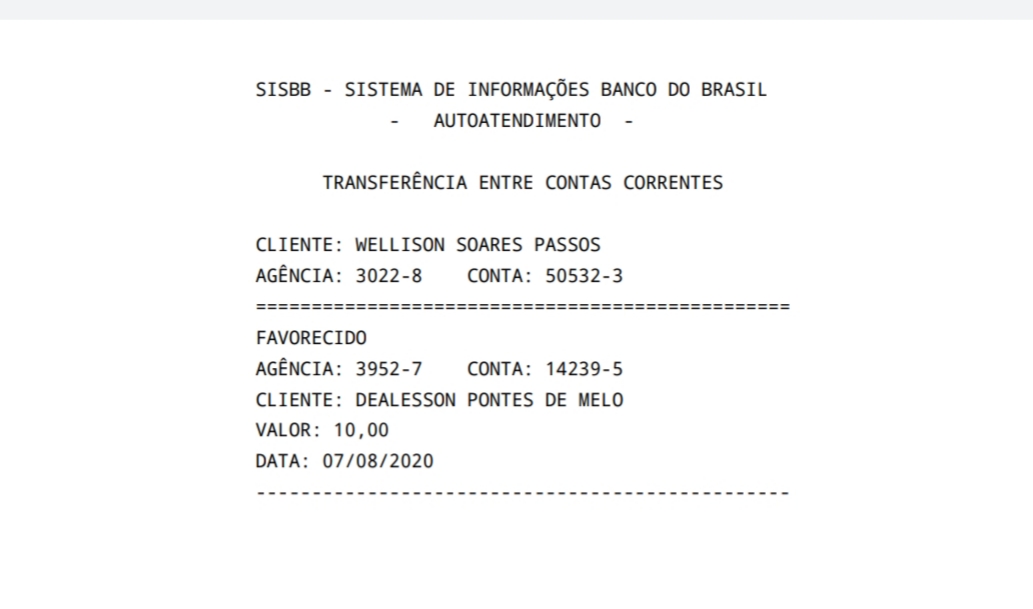 SISBB - SISTEMA DE INFORMAÇÕES BANCO DO BRASIL
- AUTOATENDIMENTO -
TRANSFERÊNCIA ENTRE CONTAS CORRENTES
CLIENTE: WELLISON SOARES PASSOS
AGÊNCIA: 3022-8 CONTA: 50532-3
================================================
FAVORECIDO
AGÊNCIA: 3952-7 CONTA: 14239-5
CLIENTE: DEALESSON PONTES DE MELO
VALOR: 10,00
DATA: 07/08/2020
------------------------------------------------